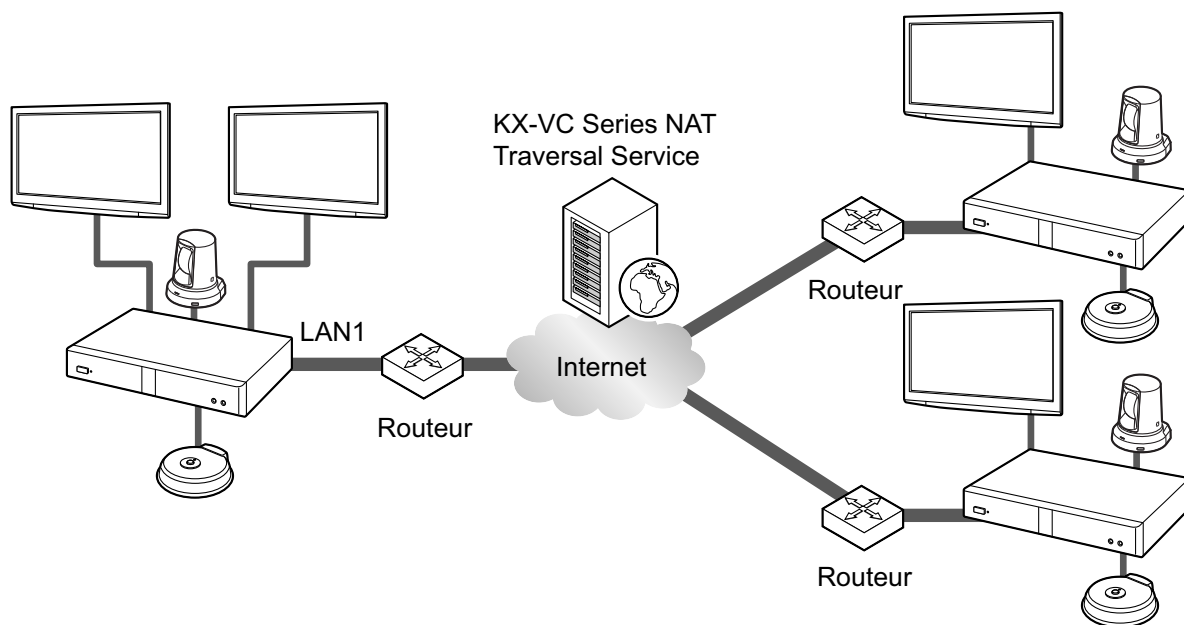 KX-VC Series NAT
Traversal Service
Routeur
LAN1
Internet
Routeur
Routeur